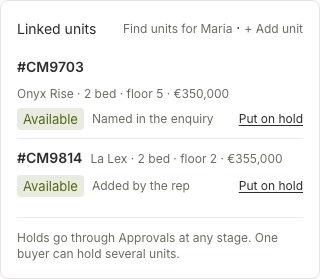 Linked units Find units for Maria · + Add unit
#CM9703
Onyx Rise · 2 bed · floor 5 · €350,000
Available Named in the enquiry Put on hold
#CM9814 La Lex · 2 bed · floor 2 · €355,000
Available Added by the rep Put on hold
Holds go through Approvals at any stage. One
buyer can hold several units.